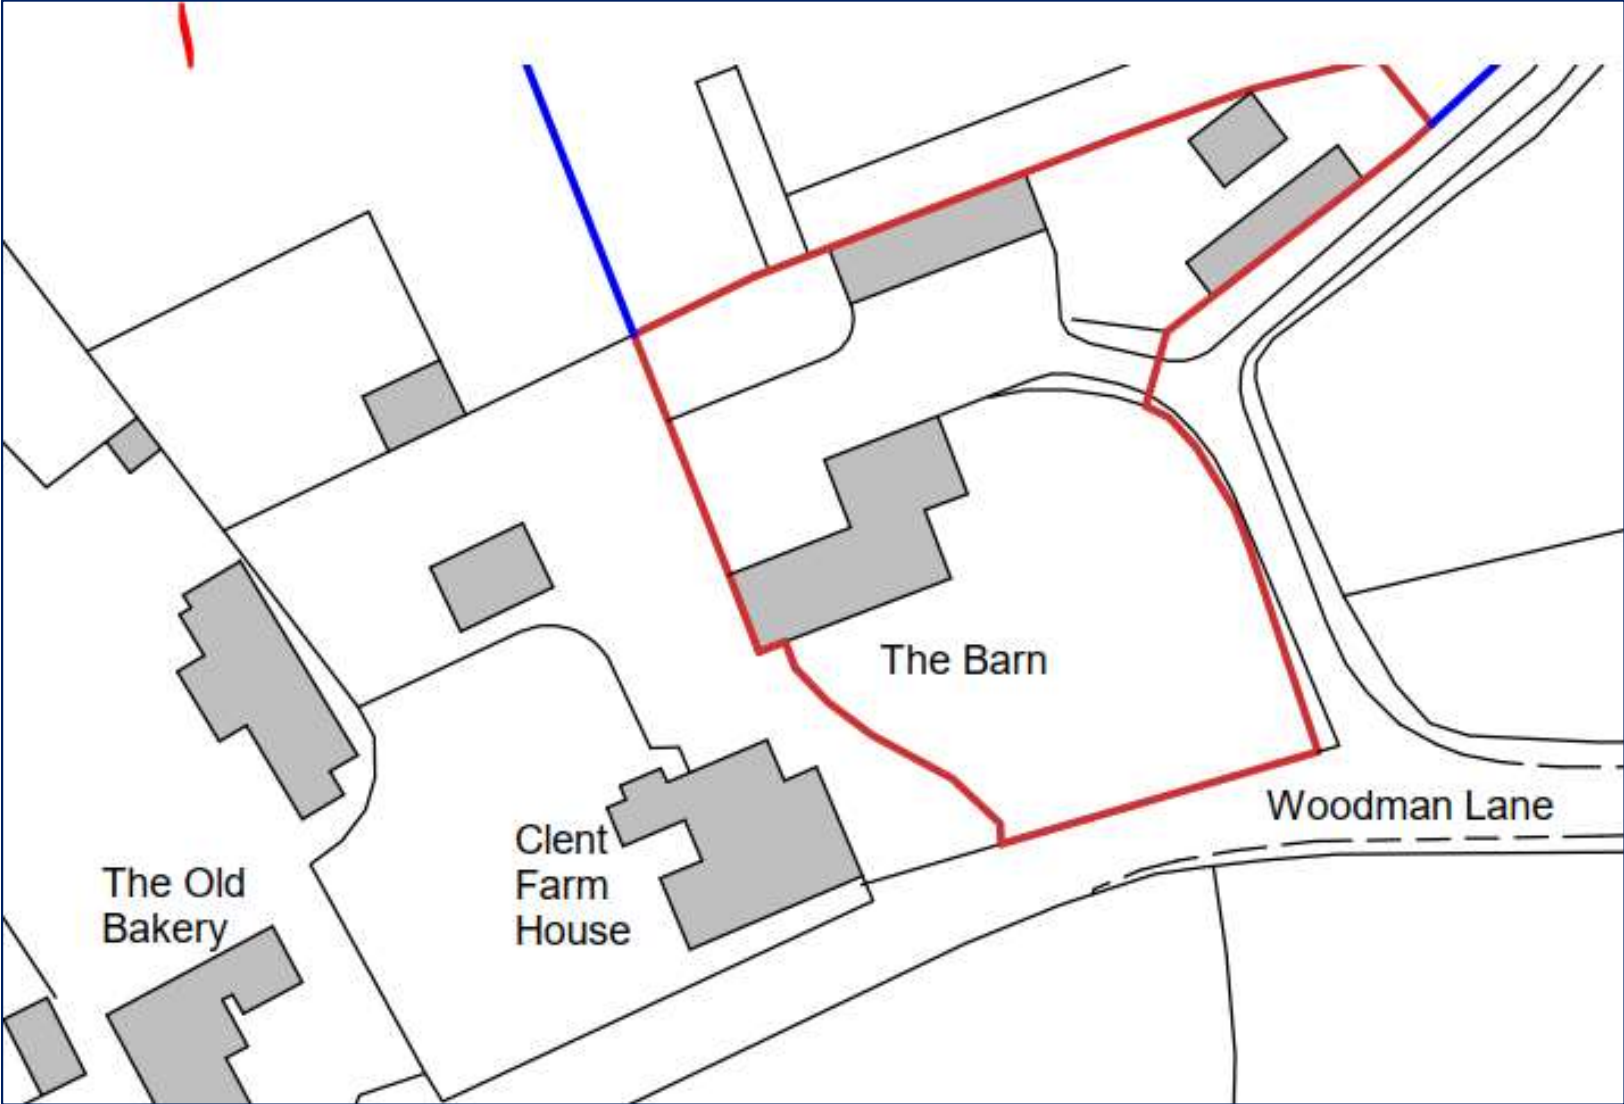 The Barn
Woodman Lane
Clent
Farm
House
The Old
Bakery